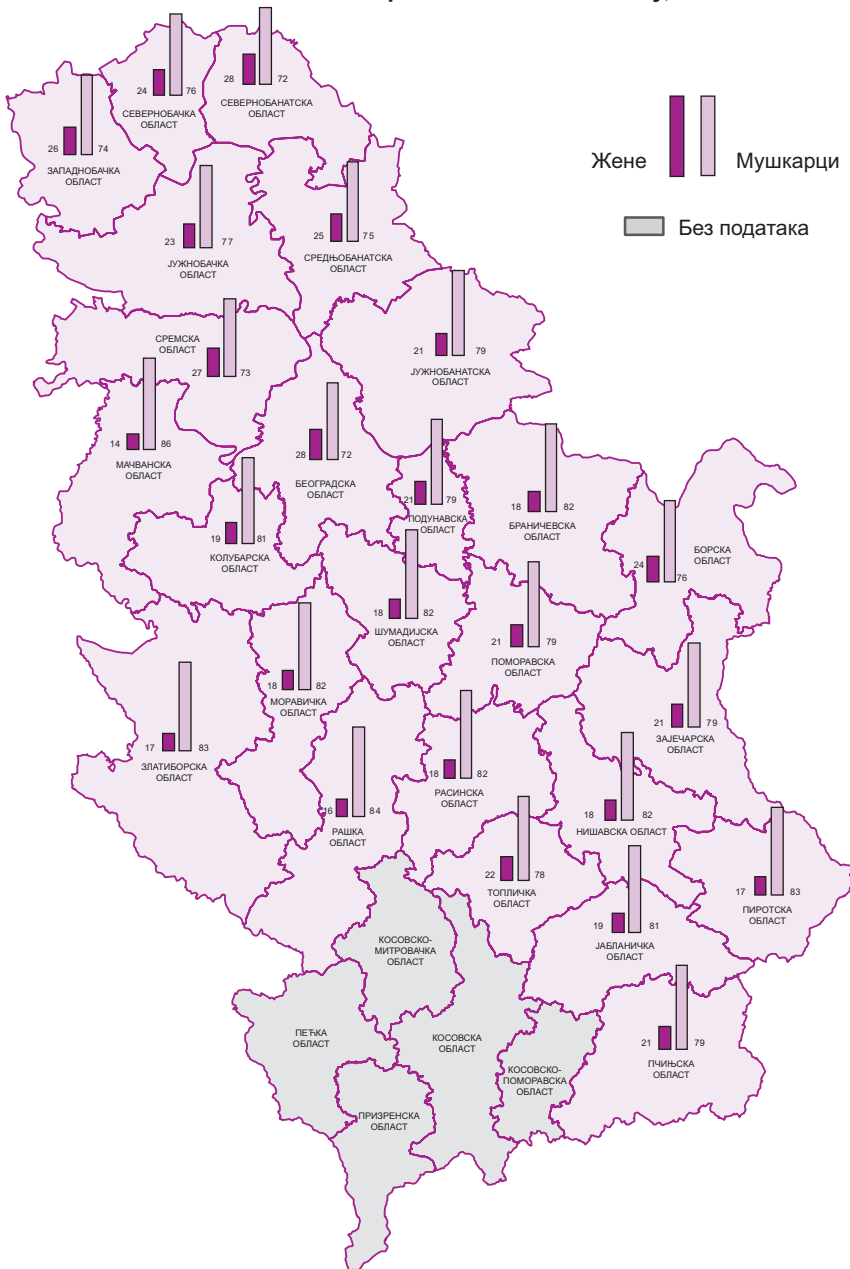 28
72
24
76
СЕВЕРНОБАЧКА
ОБЛАСТ
СЕВЕРНОБАНАТСКА
ОБЛАСТ
26
74
ЗАПАДНОБАЧКА
ОБЛАСТ
Жене
Мушкарци
Без података
23
77
ЈУЖНОБАЧКА
ОБЛАСТ
25
75
СРЕДЊОБАНАТСКА
ОБЛАСТ
СРЕМСКА
ОБЛАСТ
27
73
21
79
ЈУЖНОБАНАТСКА
ОБЛАСТ
14
86
МАЧВАНСКА
ОБЛАСТ
28
72
БЕОГРАДСКА
ОБЛАСТ
21
79
ПОДУНАВСКА
ОБЛАСТ
18
82
БРАНИЧЕВСКА
ОБЛАСТ
19
81
КОЛУБАРСКА
ОБЛАСТ
БОРСКА
ОБЛАСТ
24
76
18
82
ШУМАДИЈСКА
ОБЛАСТ
21
79
ПОМОРАВСКА
ОБЛАСТ
18
82
МОРАВИЧКА
ОБЛАСТ
17
83
ЗЛАТИБОРСКА
ОБЛАСТ
21
79
ЗАЈЕЧАРСКА
ОБЛАСТ
16
84
РАШКА
ОБЛАСТ
18
82
РАСИНСКА
ОБЛАСТ
18
82
НИШАВСКА ОБЛАСТ
22
78
ТОПЛИЧКА
ОБЛАСТ
17
83
ПИРОТСКА
ОБЛАСТ
19
81
ЈАБЛАНИЧКА
ОБЛАСТ
КОСОВСКО-
МИТРОВАЧКА
ОБЛАСТ
ПЕЋКА
ОБЛАСТ
КОСОВСКА
ОБЛАСТ
КОСОВСКО-
ПОМОРАВСКА
ОБЛАСТ
21
79
ПЧИЊСКА
ОБЛАСТ
ПРИЗРЕНСКА
ОБЛАСТ